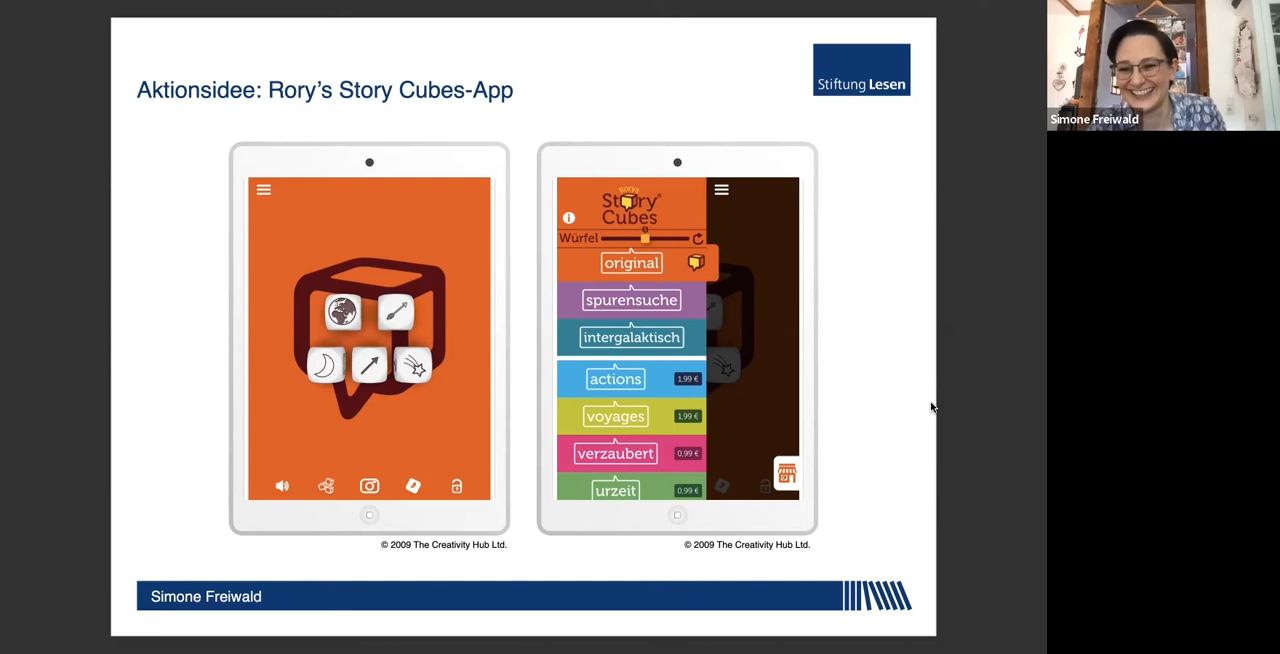 Aktionsidee: Rory's Story Cubes-App
Stiftung Lesen
Rory's
Story
Cubes
Würfel
original
spurensuche
intergalaktisch
actions 1,99 €
voyages 1,99 €
verzaubert 0,99 €
urzeit 0,99 €
© 2009 The Creativity Hub Ltd.
© 2009 The Creativity Hub Ltd.
Simone Freiwald
Simone Freiwald